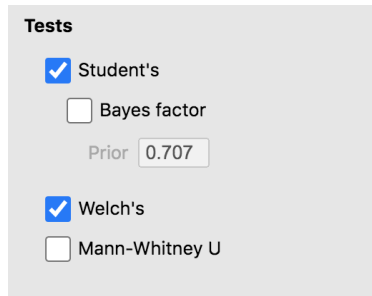 Tests
Student's
Bayes factor
Prior 0.707
Welch's
Mann-Whitney U